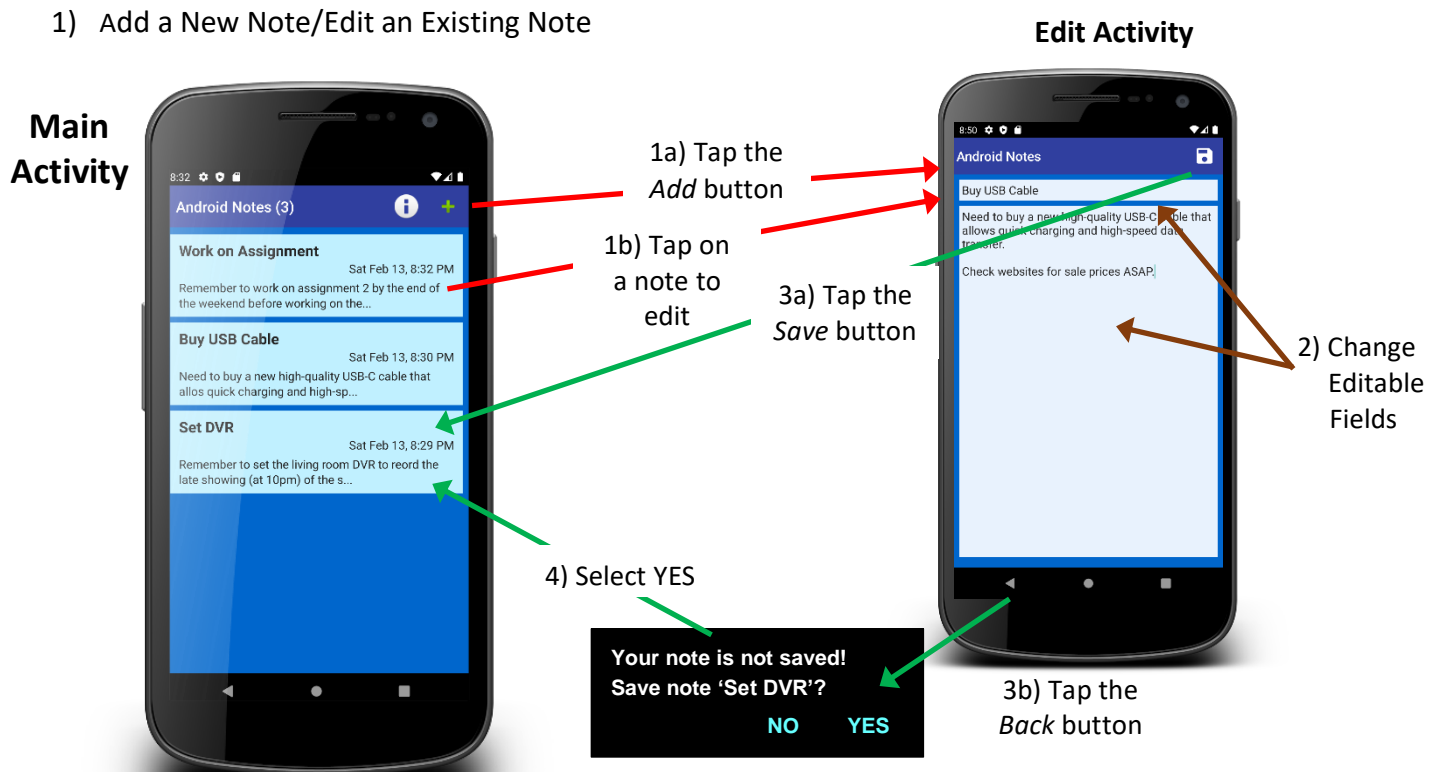 1) Add a New Note/Edit an Existing Note
Edit Activity
Main
Activity
8:32
Android Notes (3)
Work on Assignment
Sat Feb 13, 8:32 PM
Remember to work on assignment 2 by the end of
the weekend before working on the...
Buy USB Cable
Sat Feb 13, 8:30 PM
Need to buy a new high-quality USB-C cable that
allos quick charging and high-sp...
Set DVR
Sat Feb 13, 8:29 PM
Remember to set the living room DVR to reord the
late showing (at 10pm) of the s...
1a) Tap the
Add button
1b) Tap on
a note to
edit
3a) Tap the
Save button
8:50
Android Notes
Buy USB Cable
Need to buy a new high-quality USB-C cable that
allows quick charging and high-speed data
transfer.
Check websites for sale prices ASAP.
2) Change
Editable
Fields
4) Select YES
Your note is not saved!
Save note ‘Set DVR’?
NO YES
3b) Tap the
Back button